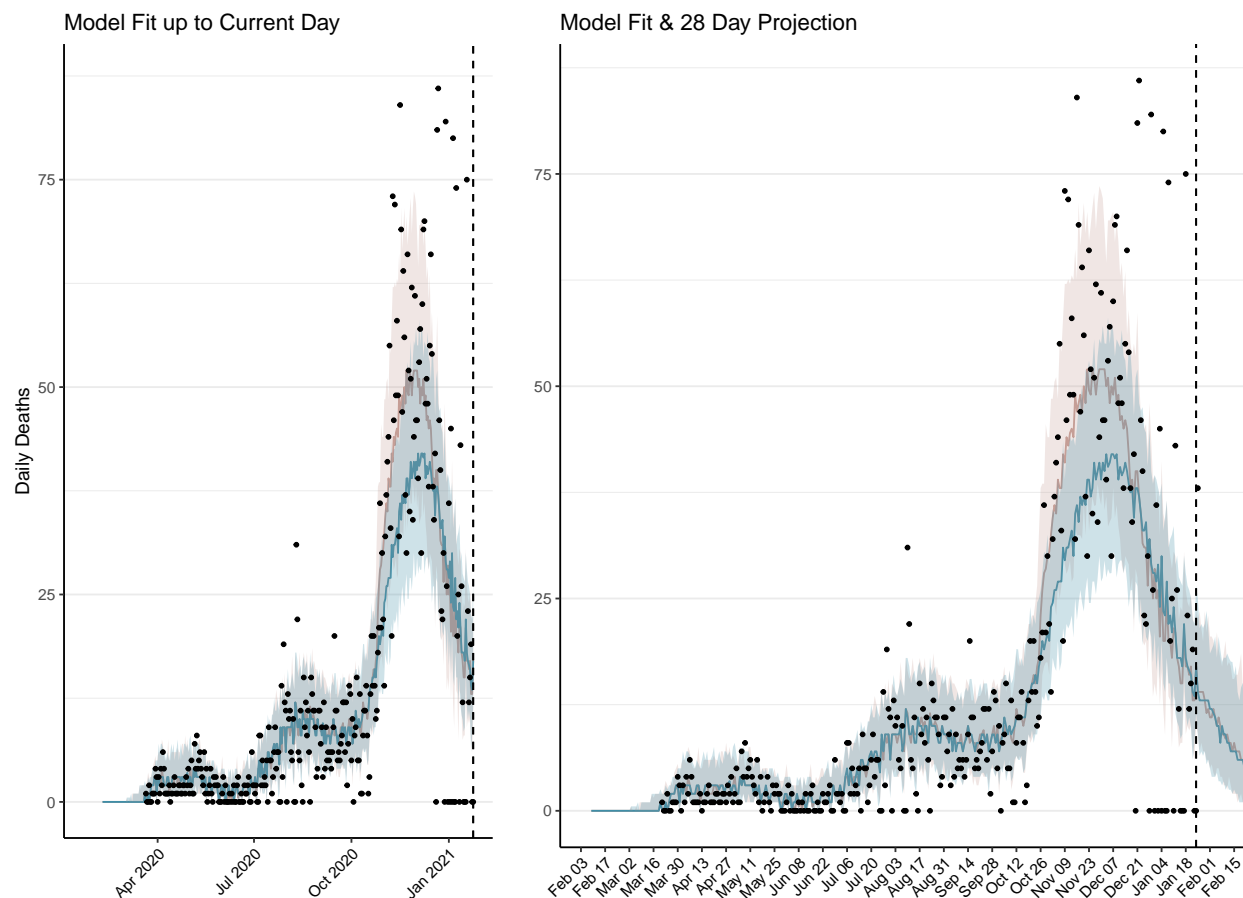 Model Fit up to Current Day
Daily Deaths
75
50
25
0
Apr 2020
Jul 2020
Oct 2020
Jan 2021
Model Fit & 28 Day Projection
75
50
25
0
Feb 03
Feb 17
Mar 02
Mar 16
Mar 30
Apr 13
Apr 27
May 11
May 25
Jun 08
Jun 22
Jul 06
Jul 20
Aug 03
Aug 17
Aug 31
Sep 14
Sep 28
Oct 12
Oct 26
Nov 09
Nov 23
Dec 07
Dec 21
Jan 04
Jan 18
Feb 01
Feb 15